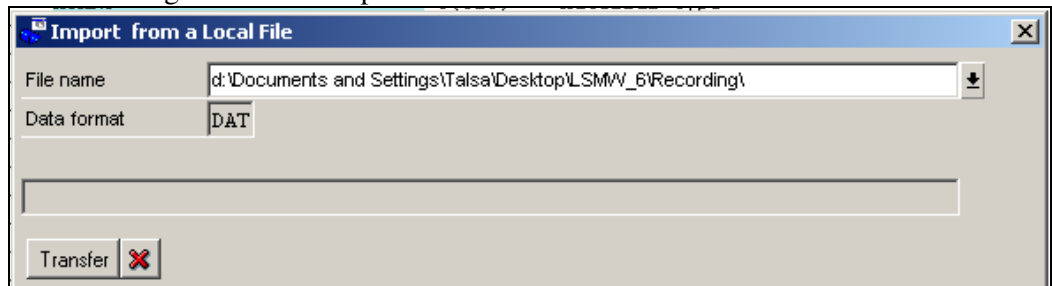 Import from a Local File
File name d:\Documents and Settings\Talsa\Desktop\LSMW_6\Recording\
Data format DAT
Transfer